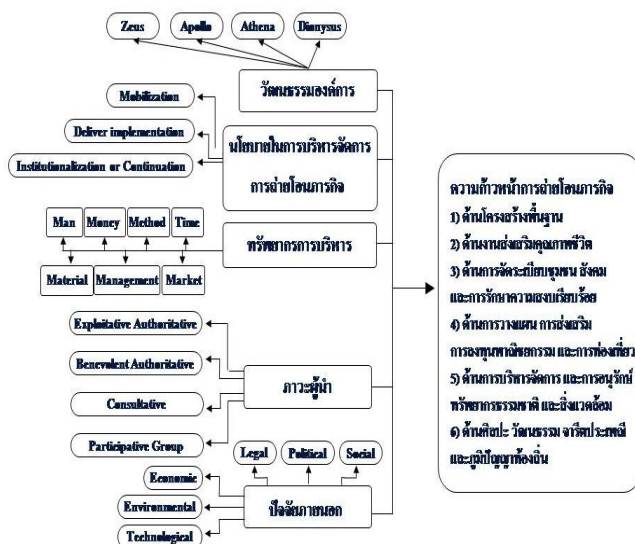 Zeus
Apollo
Athena
Dionysus
วัฒนธรรมองค์การ
Mobilization
Deliver implementation
Institutionalization or Continuation
นโยบายในการบริหารจัดการ
การถ่ายโอนภารกิจ
Man
Money
Method
Time
ทรัพยากรการบริหาร
Material
Management
Market
Exploitative Authoritative
Benevolent Authoritative
Consultative
Participative Group
ภาวะผู้นำ
Legal
Political
Social
Economic
Environmental
Technological
ปัจจัยภายนอก
ความก้าวหน้าการถ่ายโอนภารกิจ
1) ด้านโครงสร้างพื้นฐาน
2) ด้านงานส่งเสริมคุณภาพชีวิต
3) ด้านการจัดระเบียบชุมชน สังคม
และการรักษาความสงบเรียบร้อย
4) ด้านการวางแผน การส่งเสริม
การลงทุนพาณิชยกรรม และการท่องเที่ยว
5) ด้านการบริหารจัดการ และการอนุรักษ์
ทรัพยากรธรรมชาติ และสิ่งแวดล้อม
6) ด้านศิลปะ วัฒนธรรม จารีตประเพณี
และภูมิปัญญาท้องถิ่น